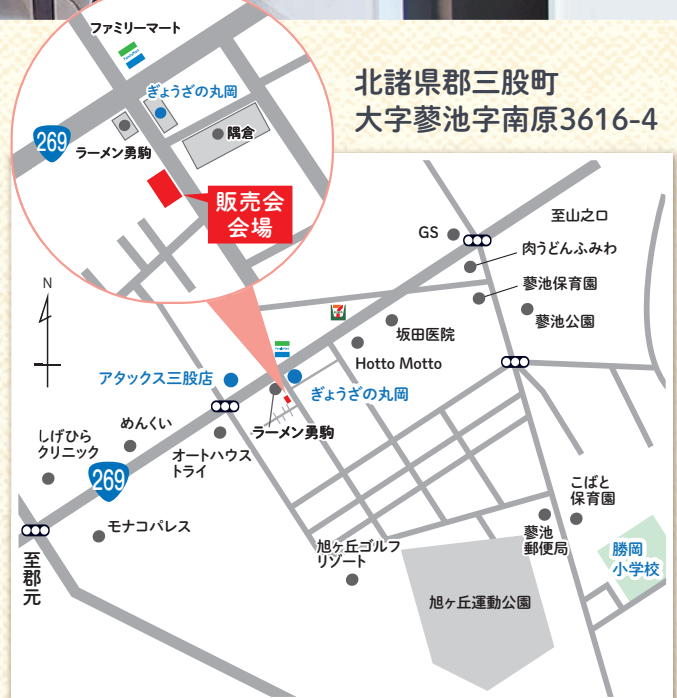 ファミリーマート
FamilyMart
ぎょうざの丸岡
隅倉
269
ラーメン勇駒
販売会
会場
北諸県郡三股町
大字蓼池字南原3616-4
至山之口
GS
肉うどんふみわ
蓼池保育園
蓼池公園
N
坂田医院
Hotto Motto
アタックス三股店
ぎょうざの丸岡
ラーメン勇駒
めんくい
しげひら
クリニック
オートハウス
トライ
269
モナコパレス
至郡元
旭ヶ丘ゴルフ
リゾート
こばと
保育園
蓼池
郵便局
勝岡
小学校
旭ヶ丘運動公園